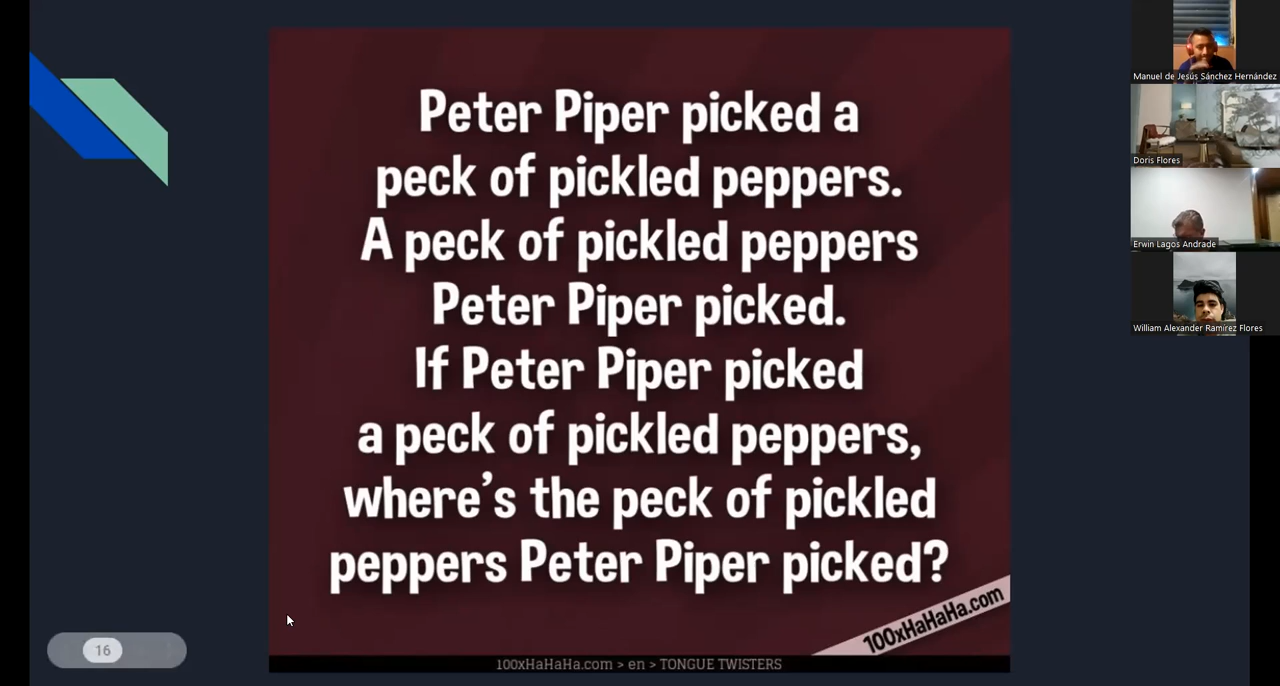 Peter Piper picked a
peck of pickled peppers.
A peck of pickled peppers
Peter Piper picked.
If Peter Piper picked
a peck of pickled peppers,
where's the peck of pickled
peppers Peter Piper picked?
100xHaHaHa.com
100xHaHaHa.com > en > TONGUE TWISTERS
16
Manuel de Jesús Sánchez Hernández
Doris Flores
Erwin Lagos Andrade
William Alexander Ramírez Flores